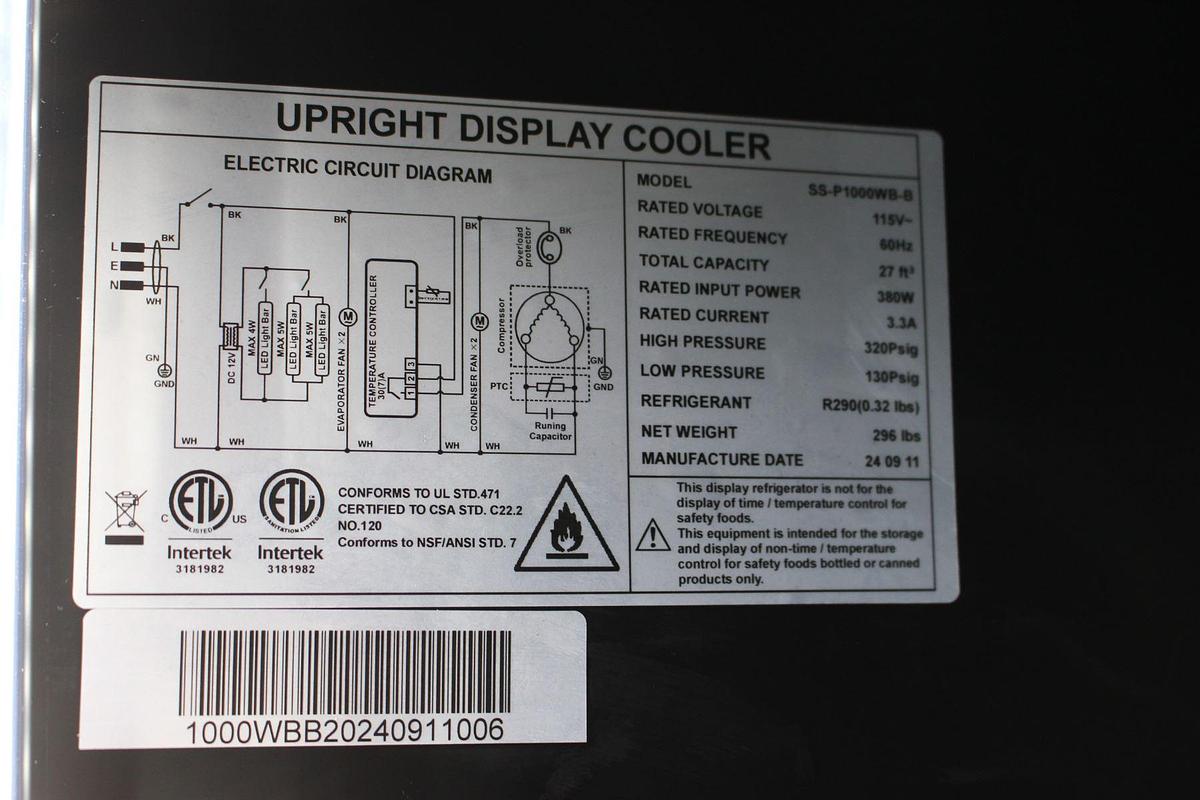 UPRIGHT DISPLAY COOLER
ELECTRIC CIRCUIT DIAGRAM
BK
BK
BK
BK
BK
L
E
N
WH
GN
GND
DC 12V
MAX 4W
LED Light Bar
MAX 5W
LED Light Bar
MAX 5W
LED Light Bar
M
EVAPORATOR FAN ×2
TEMPERATURE CONTROLLER
30(7)A
3
2
1
M
CONDENSER FAN ×2
Overload
protector
Compressor
GN
GND
PTC
Runing
Capacitor
WH
WH
WH
WH
WH
MODEL SS-P1000WB-B
RATED VOLTAGE 115V~
RATED FREQUENCY 60Hz
TOTAL CAPACITY 27 ft³
RATED INPUT POWER 380W
RATED CURRENT 3.3A
HIGH PRESSURE 320Psig
LOW PRESSURE 130Psig
REFRIGERANT R290(0.32 lbs)
NET WEIGHT 296 lbs
MANUFACTURE DATE 24 09 11
C ETL US
LISTED
Intertek
3181982
ETL
SANITATION LISTED
Intertek
3181982
CONFORMS TO UL STD.471
CERTIFIED TO CSA STD. C22.2
NO.120
Conforms to NSF/ANSI STD. 7
This display refrigerator is not for the
display of time / temperature control for
safety foods.
This equipment is intended for the storage
and display of non-time / temperature
control for safety foods bottled or canned
products only.
1000WBB20240911006